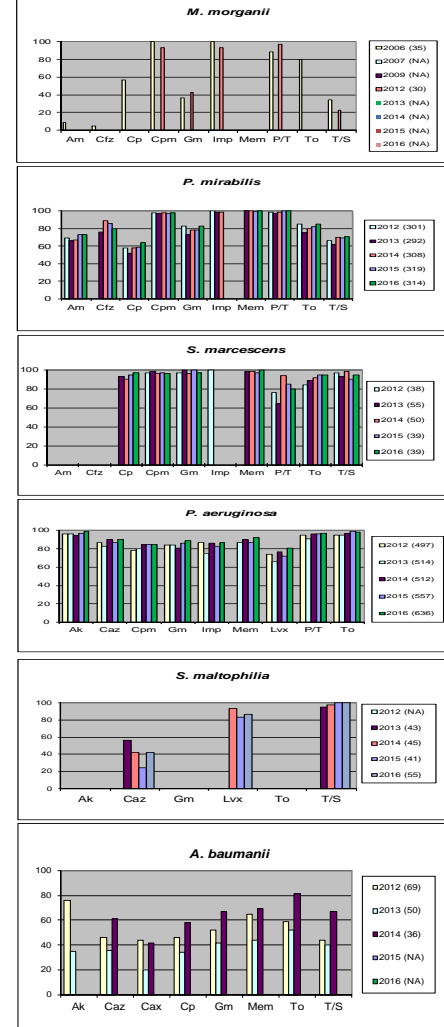 M. morganii
100
80
60
40
20
0
Am Cfz Cp Cpm Gm Imp Mem P/T To T/S
2006 (35)
2007 (NA)
2009 (NA)
2012 (30)
2013 (NA)
2014 (NA)
2015 (NA)
2016 (NA)
P. mirabilis
100
80
60
40
20
0
Am Cfz Cp Cpm Gm Imp Mem P/T To T/S
2012 (301)
2013 (292)
2014 (308)
2015 (319)
2016 (314)
S. marcescens
100
80
60
40
20
0
Am Cfz Cp Cpm Gm Imp Mem P/T To T/S
2012 (38)
2013 (55)
2014 (50)
2015 (39)
2016 (39)
P. aeruginosa
100
80
60
40
20
0
Ak Caz Cpm Gm Imp Mem Lvx P/T To
2012 (497)
2013 (514)
2014 (512)
2015 (557)
2016 (636)
S. maltophilia
100
80
60
40
20
0
Ak Caz Gm Lvx To T/S
2012 (NA)
2013 (43)
2014 (45)
2015 (41)
2016 (55)
A. baumanii
100
80
60
40
20
0
Ak Caz Cax Cp Gm Mem To T/S
2012 (69)
2013 (50)
2014 (36)
2015 (NA)
2016 (NA)